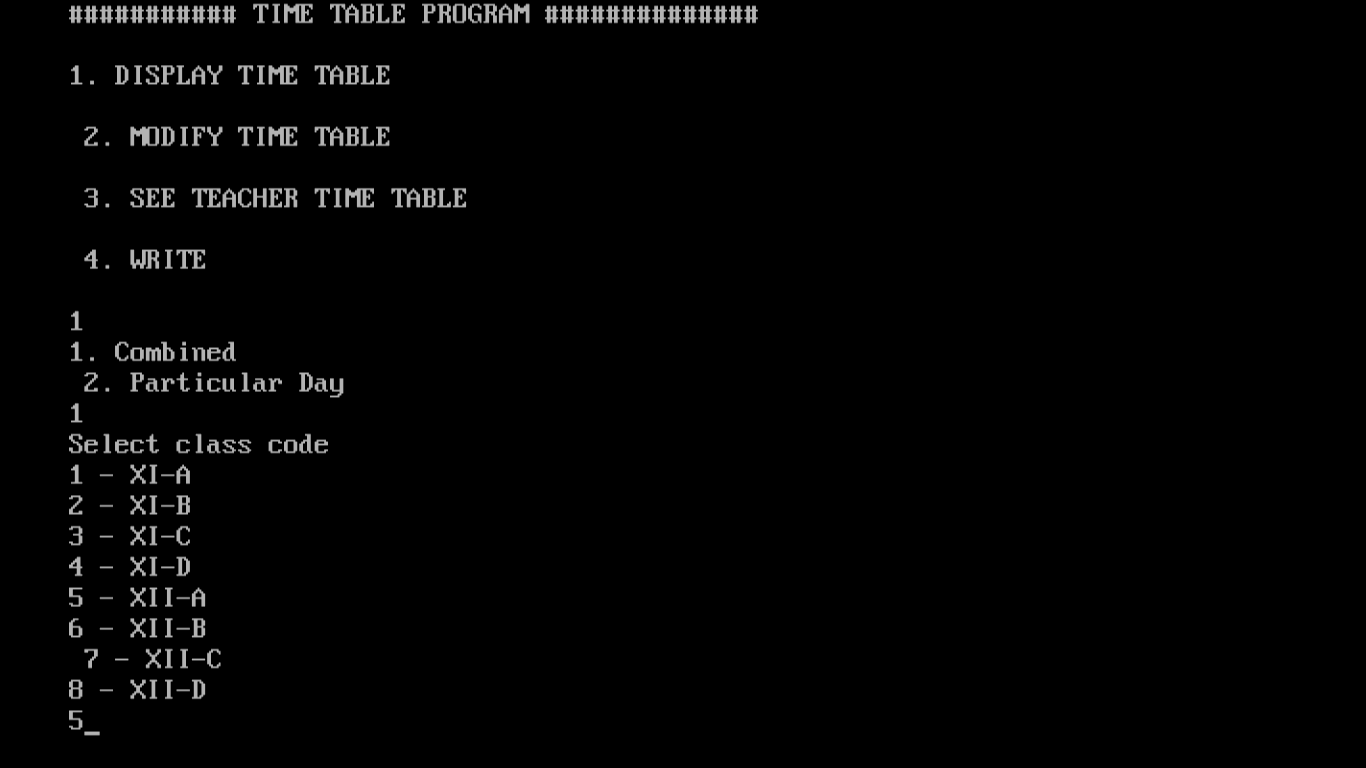 ########### TIME TABLE PROGRAM ##############
1. DISPLAY TIME TABLE
2. MODIFY TIME TABLE
3. SEE TEACHER TIME TABLE
4. WRITE
1
1. Combined
2. Particular Day
1
Select class code
1 - XI-A
2 - XI-B
3 - XI-C
4 - XI-D
5 - XII-A
6 - XII-B
7 - XII-C
8 - XII-D
5_